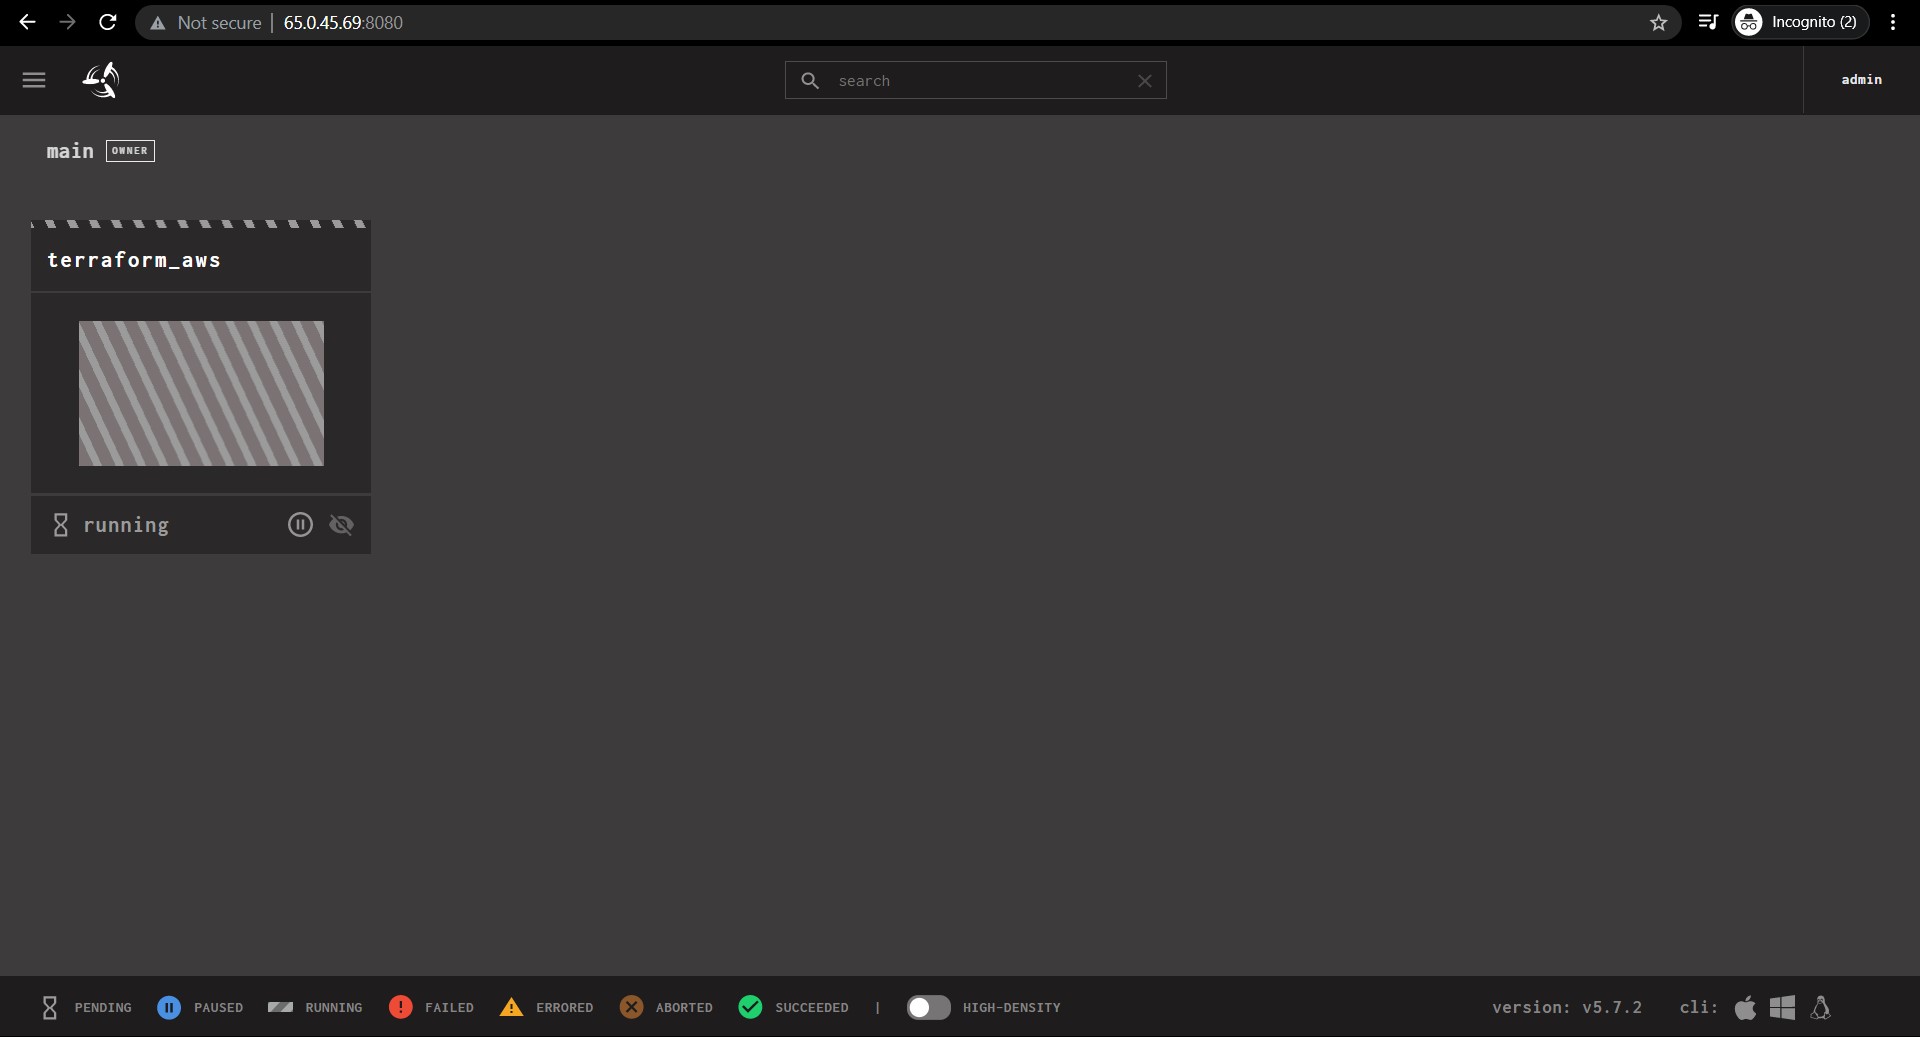 Not secure | 65.0.45.69:8080
Incognito (2)
search
admin
main OWNER
terraform_aws
running
PENDING PAUSED RUNNING FAILED ERRORED ABORTED SUCCEEDED | HIGH-DENSITY version: v5.7.2 cli: